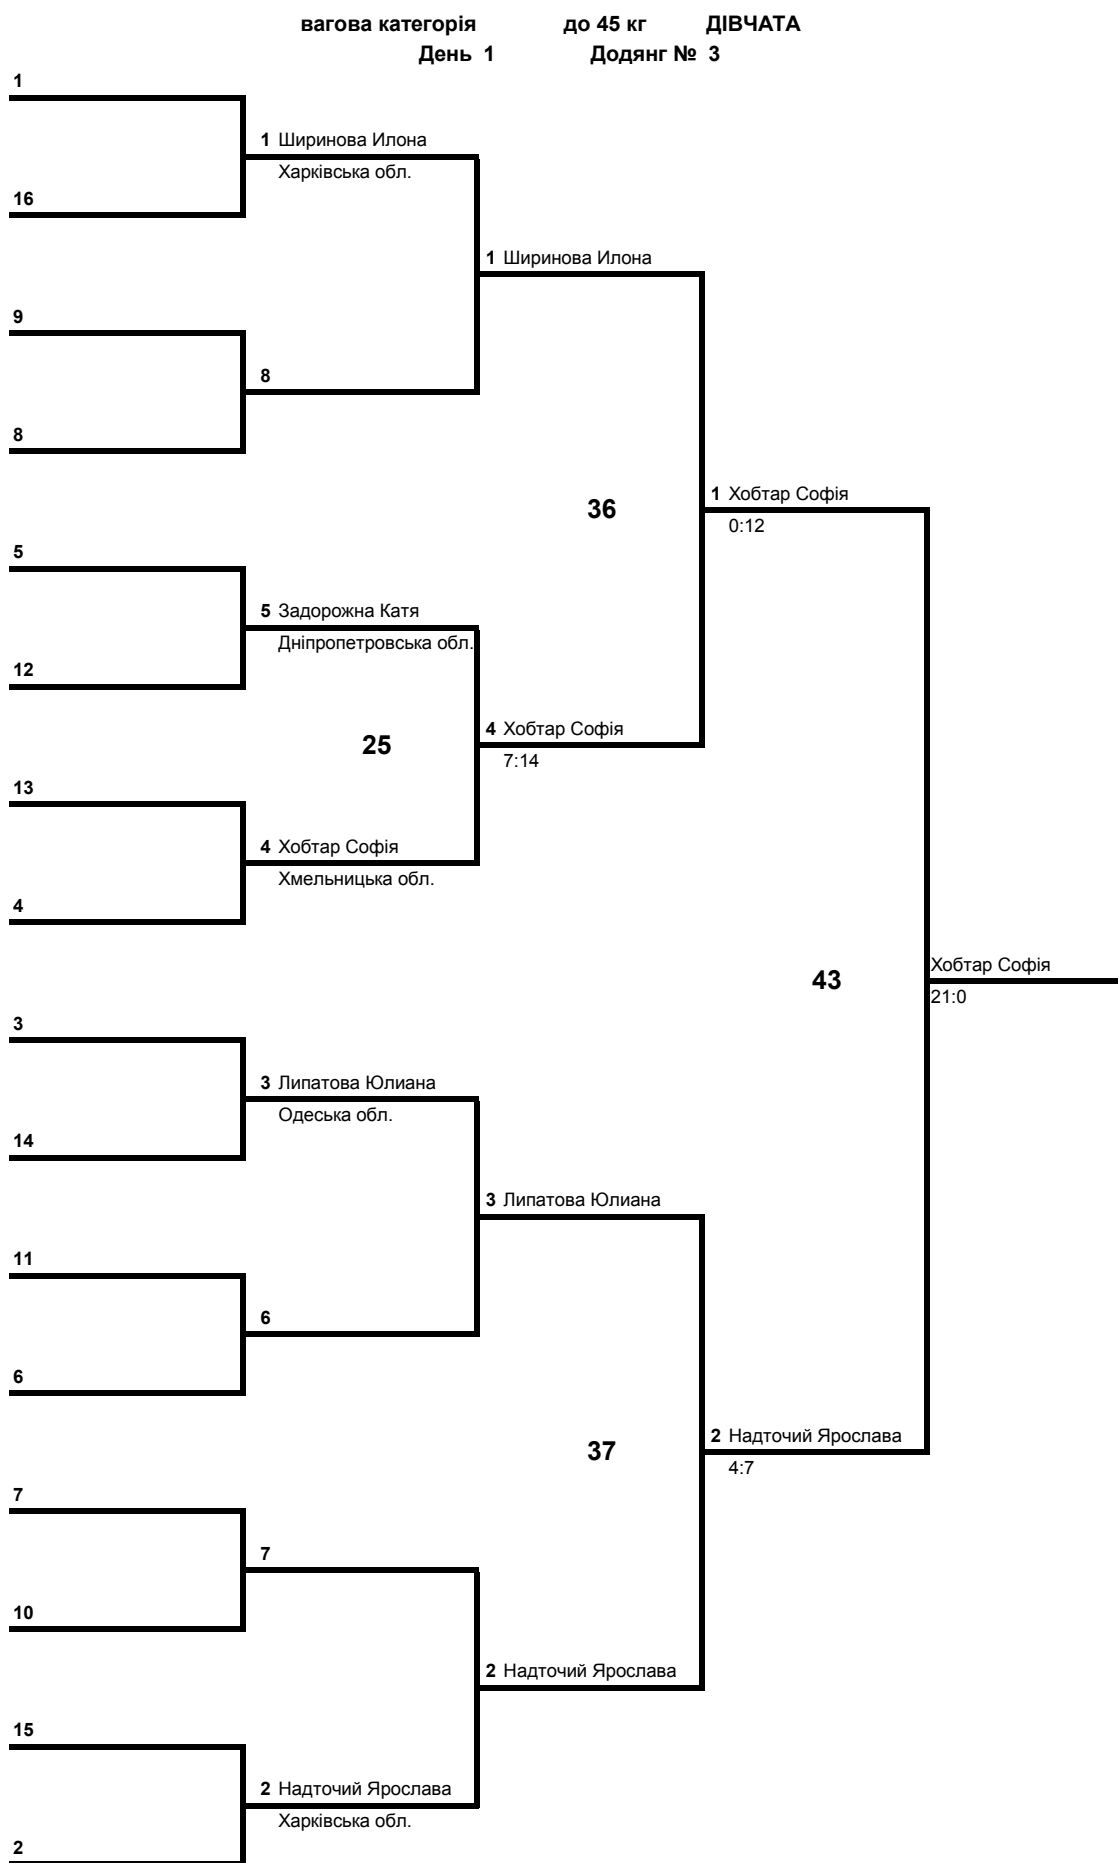 вагова категорія до 45 кг ДІВЧАТА
День 1 Додянг № 3
1
1 Ширинова Илона
Харківська обл.
16
1 Ширинова Илона
9
8
8
36
1 Хобтар Софія
0:12
5
5 Задорожна Катя
Дніпропетровська обл.
12
25
4 Хобтар Софія
7:14
13
4 Хобтар Софія
Хмельницька обл.
4
43
Хобтар Софія
21:0
3
3 Липатова Юлиана
Одеська обл.
14
3 Липатова Юлиана
11
6
6
37
2 Надточий Ярослава
4:7
7
7
10
2 Надточий Ярослава
15
2 Надточий Ярослава
Харківська обл.
2